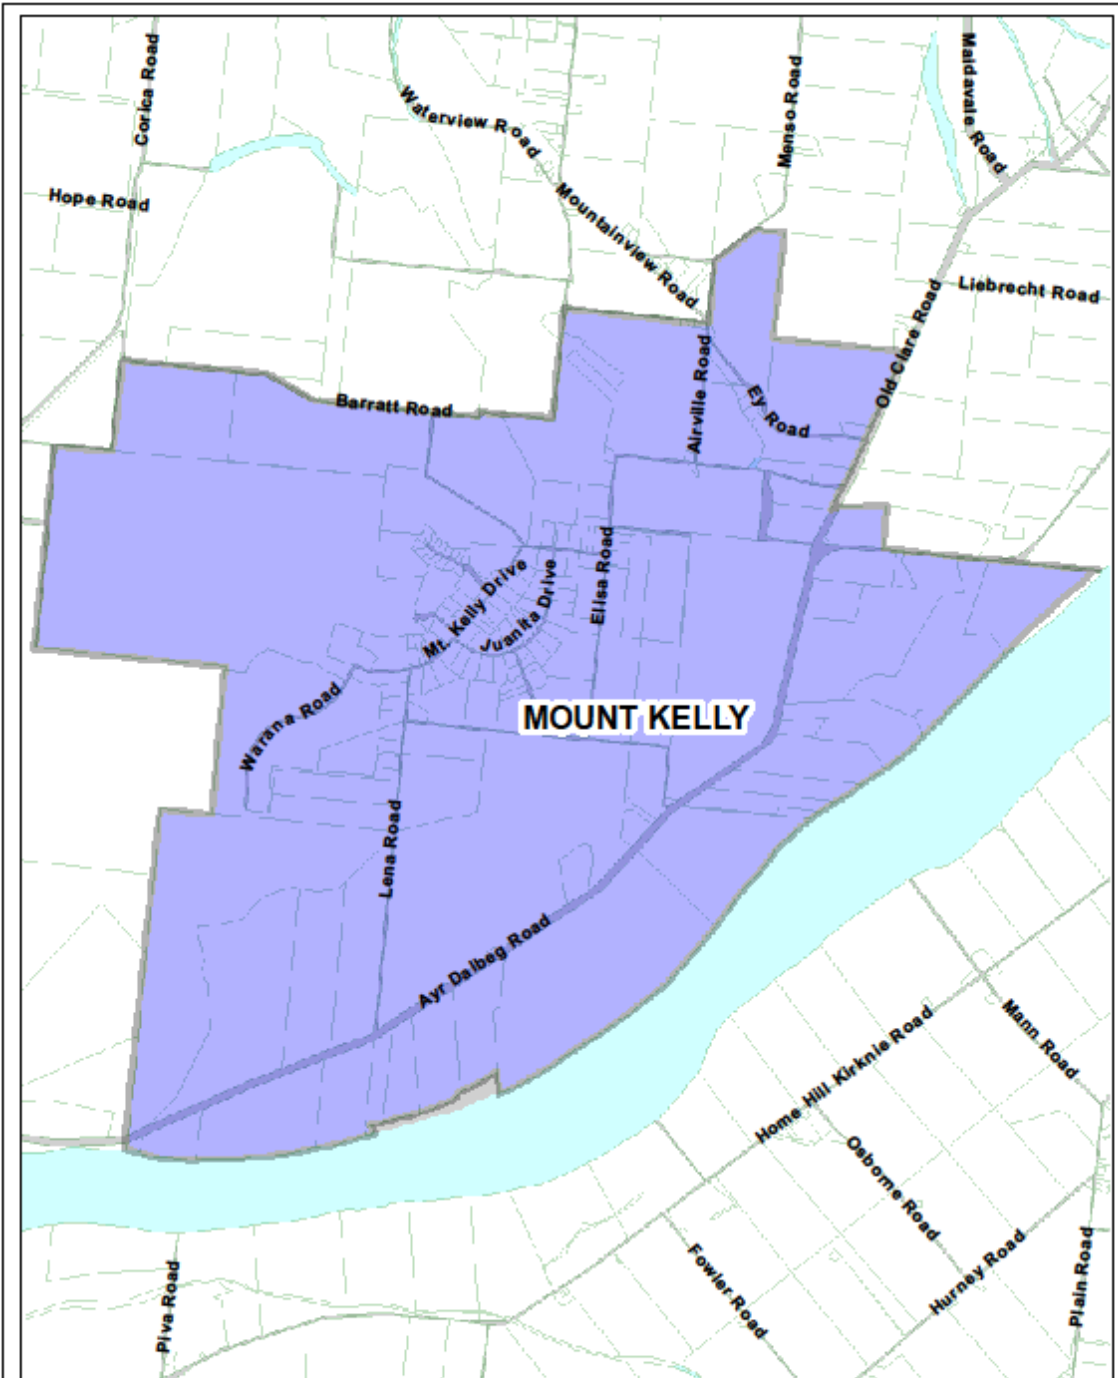 Corica Road
Waterview Road
Menso Road
Maidavale Road
Hope Road
Mountainview Road
Liebrecht Road
Old Clare Road
Airville Road
Barratt Road
Ey Road
Elisa Road
Mt. Kelly Drive
Juanita Drive
Warana Road
MOUNT KELLY
Lena Road
Ayr Dalbeg Road
Mann Road
Home Hill Kirknie Road
Osborne Road
Hurney Road
Fowler Road
Plain Road
Piva Road